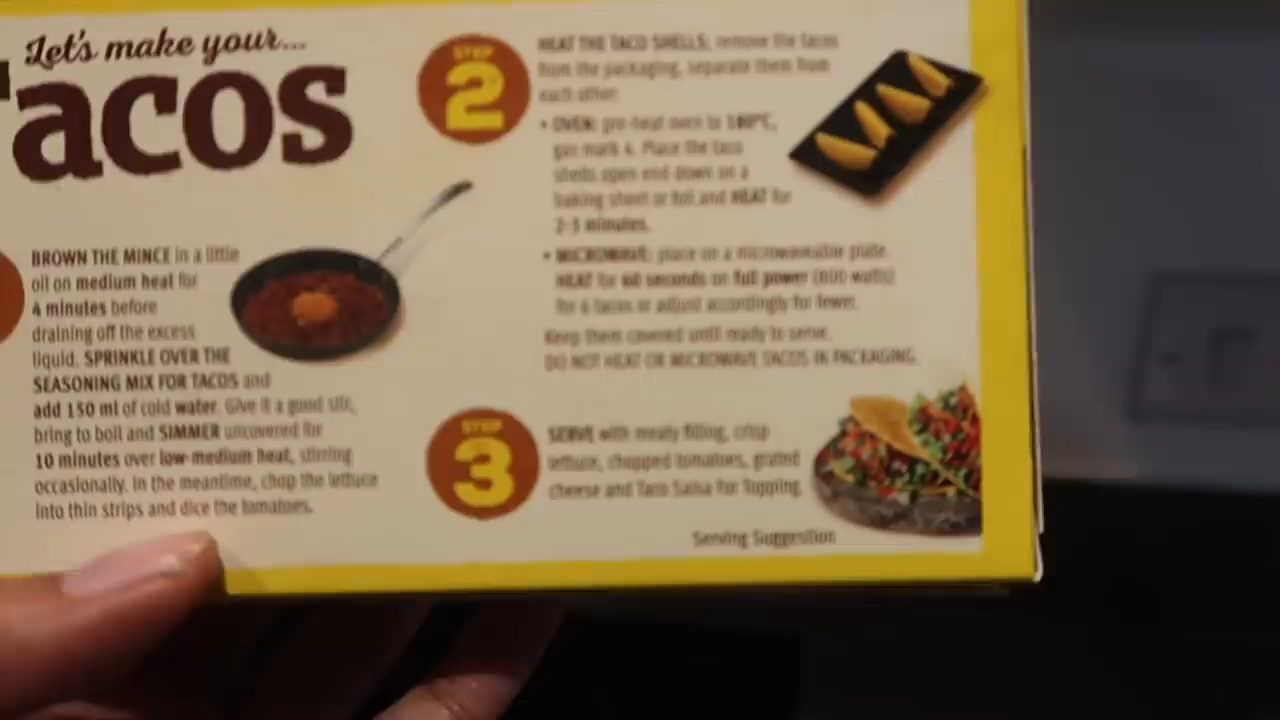 Let's make your...
Tacos
BROWN THE MINCE in a little
oil on medium heat for
4 minutes before
draining off the excess
liquid. SPRINKLE OVER THE
SEASONING MIX FOR TACOS and
add 150 ml of cold water. Give it a good stir,
bring to boil and SIMMER uncovered for
10 minutes over low-medium heat, stirring
occasionally. In the meantime, chop the lettuce
into thin strips and dice the tomatoes.
STEP
2
HEAT THE TACO SHELLS: remove the tacos
from the packaging, separate them from
each other.
• OVEN: pre-heat oven to 180°C,
gas mark 4. Place the taco
shells open end down on a
baking sheet or foil and HEAT for
2-3 minutes.
• MICROWAVE: place on a microwaveable plate.
HEAT for 60 seconds on full power (800 watts)
for 6 tacos or adjust accordingly for fewer.
Keep them covered until ready to serve.
DO NOT HEAT OR MICROWAVE TACOS IN PACKAGING.
STEP
3
SERVE with meaty filling, crisp
lettuce, chopped tomatoes, grated
cheese and Taco Salsa For Topping.
Serving Suggestion